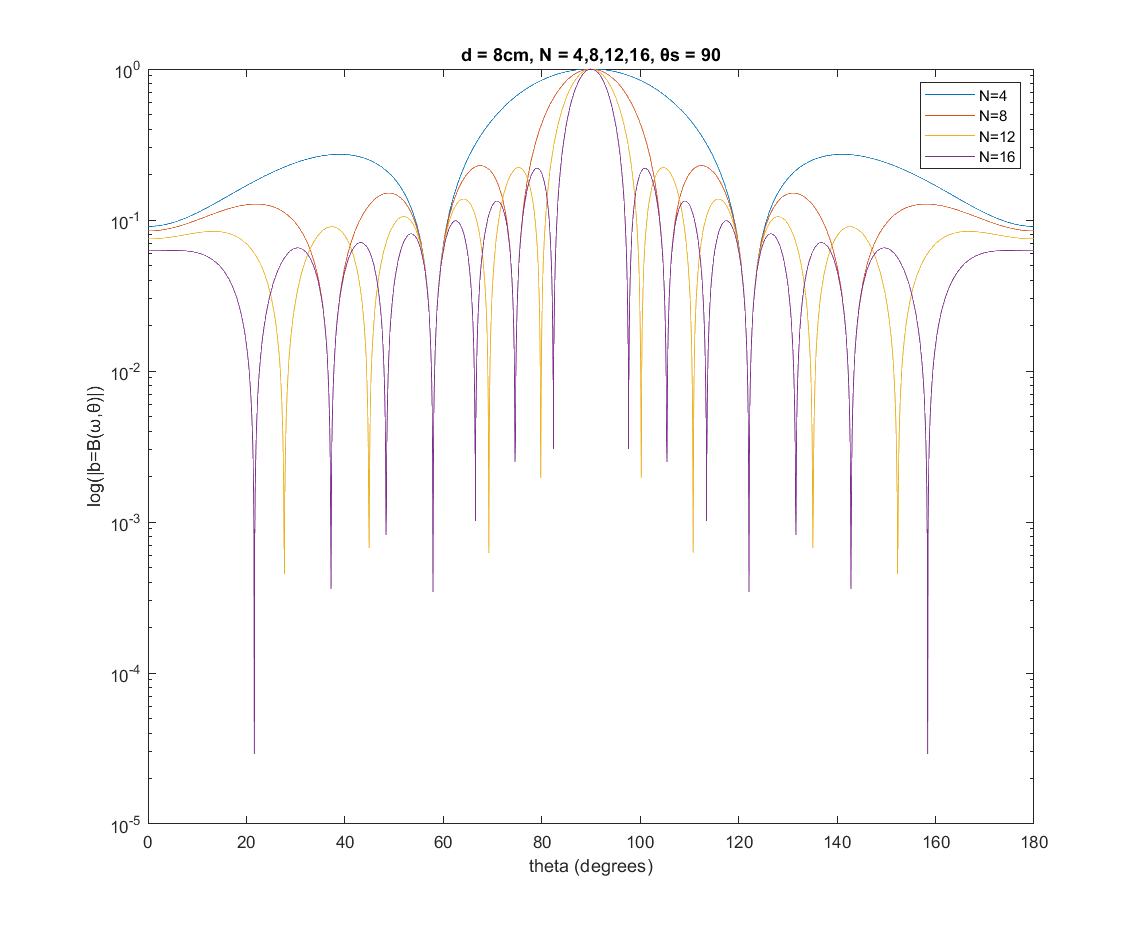 d = 8cm, N = 4,8,12,16, θs = 90
N=4
N=8
N=12
N=16
10^0
10^-1
10^-2
10^-3
10^-4
10^-5
log(|b=B(ω,θ)|)
0 20 40 60 80 100 120 140 160 180
theta (degrees)